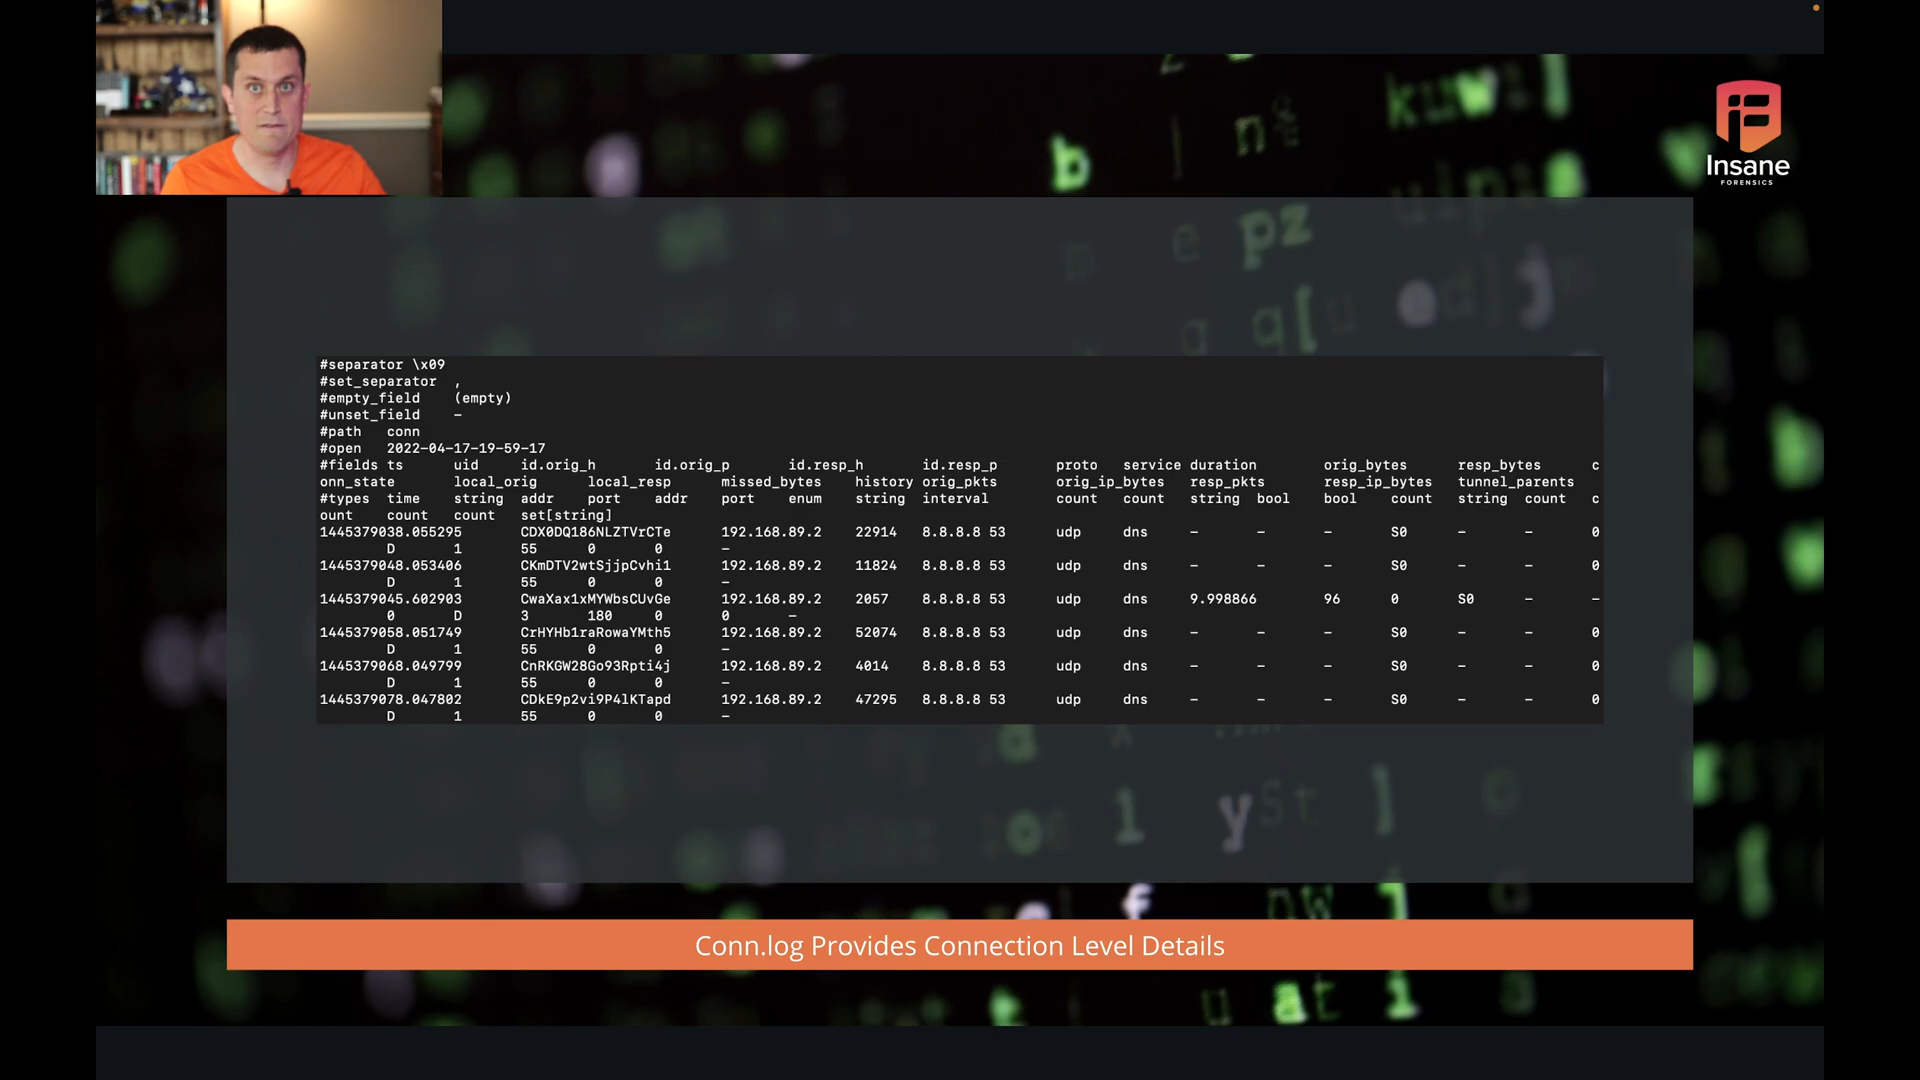 Insane
FORENSICS
#separator \x09
#set_separator ,
#empty_field (empty)
#unset_field -
#path conn
#open 2022-04-17-19-59-17
#fields ts uid id.orig_h id.orig_p id.resp_h id.resp_p proto service duration orig_bytes resp_bytes c
onn_state local_orig local_resp missed_bytes history orig_pkts orig_ip_bytes resp_pkts resp_ip_bytes tunnel_parents
#types time string addr port addr port enum string interval count count string bool bool count string count c
ount count count set[string]
1445379038.055295 CDX0DQ186NLZTVrCTe 192.168.89.2 22914 8.8.8.8 53 udp dns - - - S0 - - 0
D 1 55 0 0 -
1445379048.053406 CKmDTV2wtSjjpCvhi1 192.168.89.2 11824 8.8.8.8 53 udp dns - - - S0 - - 0
D 1 55 0 0 -
1445379045.602903 CwaXax1xMYWbsCUvGe 192.168.89.2 2057 8.8.8.8 53 udp dns 9.998866 96 0 S0 - -
0 D 3 180 0 0 -
1445379058.051749 CrHYHb1raRowaYMth5 192.168.89.2 52074 8.8.8.8 53 udp dns - - - S0 - - 0
D 1 55 0 0 -
1445379068.049799 CnRKGW28Go93Rpti4j 192.168.89.2 4014 8.8.8.8 53 udp dns - - - S0 - - 0
D 1 55 0 0 -
1445379078.047802 CDkE9p2vi9P4lKTapd 192.168.89.2 47295 8.8.8.8 53 udp dns - - - S0 - - 0
D 1 55 0 0 -
Conn.log Provides Connection Level Details